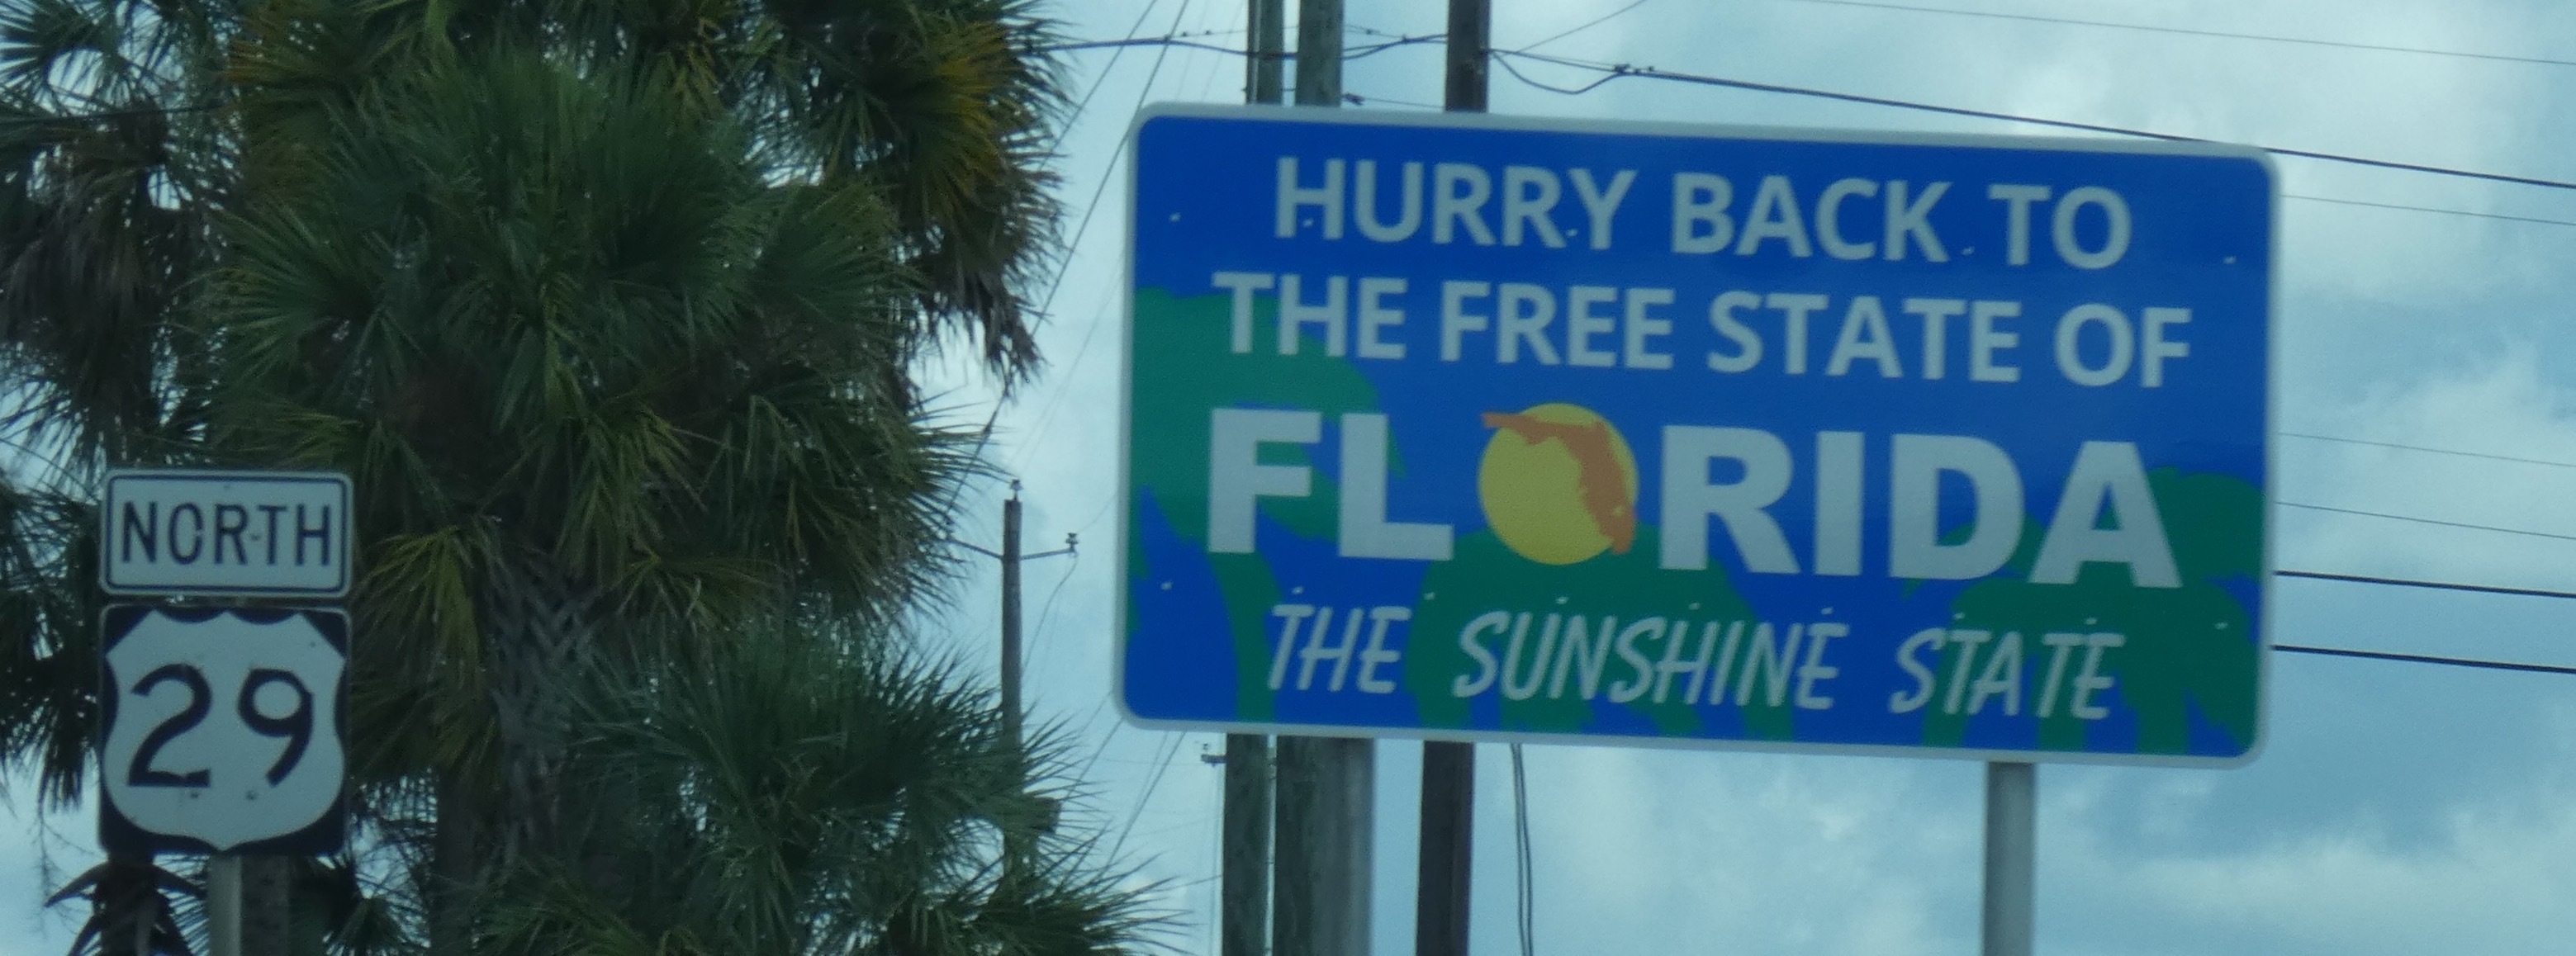 NORTH
29
HURRY BACK TO
THE FREE STATE OF
FLORIDA
THE SUNSHINE STATE